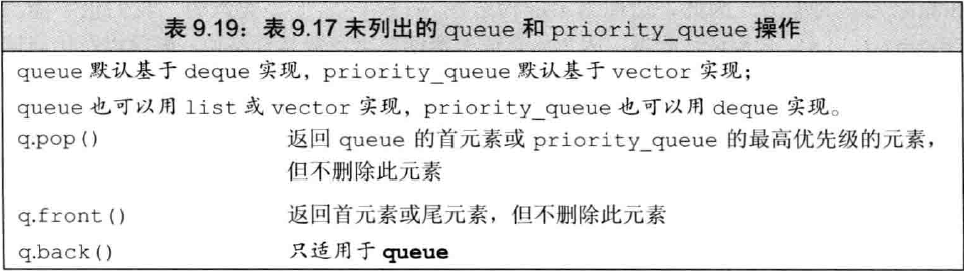 表 9.19：表 9.17 未列出的 queue 和 priority_queue 操作
queue 默认基于 deque 实现，priority_queue 默认基于 vector 实现；
queue 也可以用 list 或 vector 实现，priority_queue 也可以用 deque 实现。
q.pop() 返回 queue 的首元素或 priority_queue 的最高优先级的元素，
但不删除此元素
q.front() 返回首元素或尾元素，但不删除此元素
q.back() 只适用于 queue